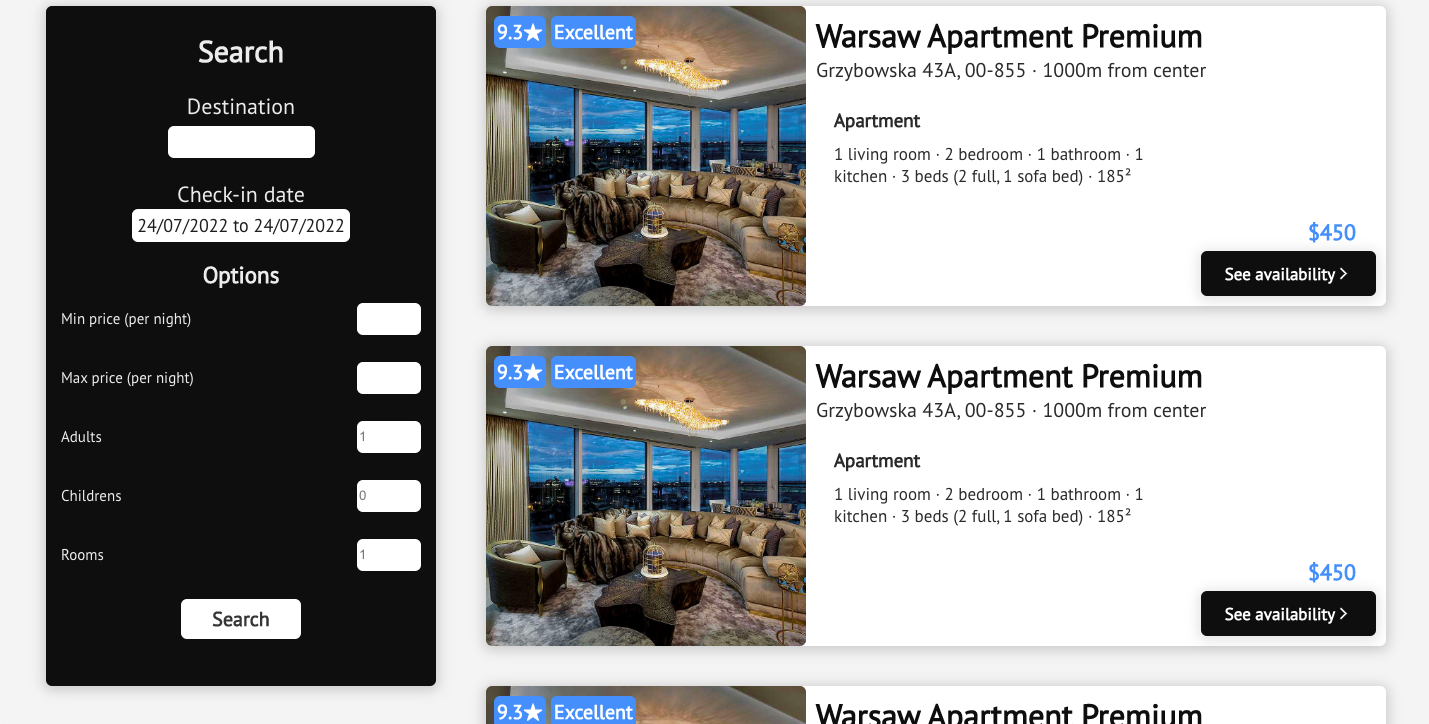 Search
Destination
Check-in date
24/07/2022 to 24/07/2022
Options
Min price (per night)
Max price (per night)
Adults
1
Childrens
0
Rooms
1
Search
9.3★ Excellent
Warsaw Apartment Premium
Grzybowska 43A, 00-855 · 1000m from center
Apartment
1 living room · 2 bedroom · 1 bathroom · 1
kitchen · 3 beds (2 full, 1 sofa bed) · 185²
$450
See availability >
9.3★ Excellent
Warsaw Apartment Premium
Grzybowska 43A, 00-855 · 1000m from center
Apartment
1 living room · 2 bedroom · 1 bathroom · 1
kitchen · 3 beds (2 full, 1 sofa bed) · 185²
$450
See availability >
9.3★ Excellent
Warsaw Apartment Premium